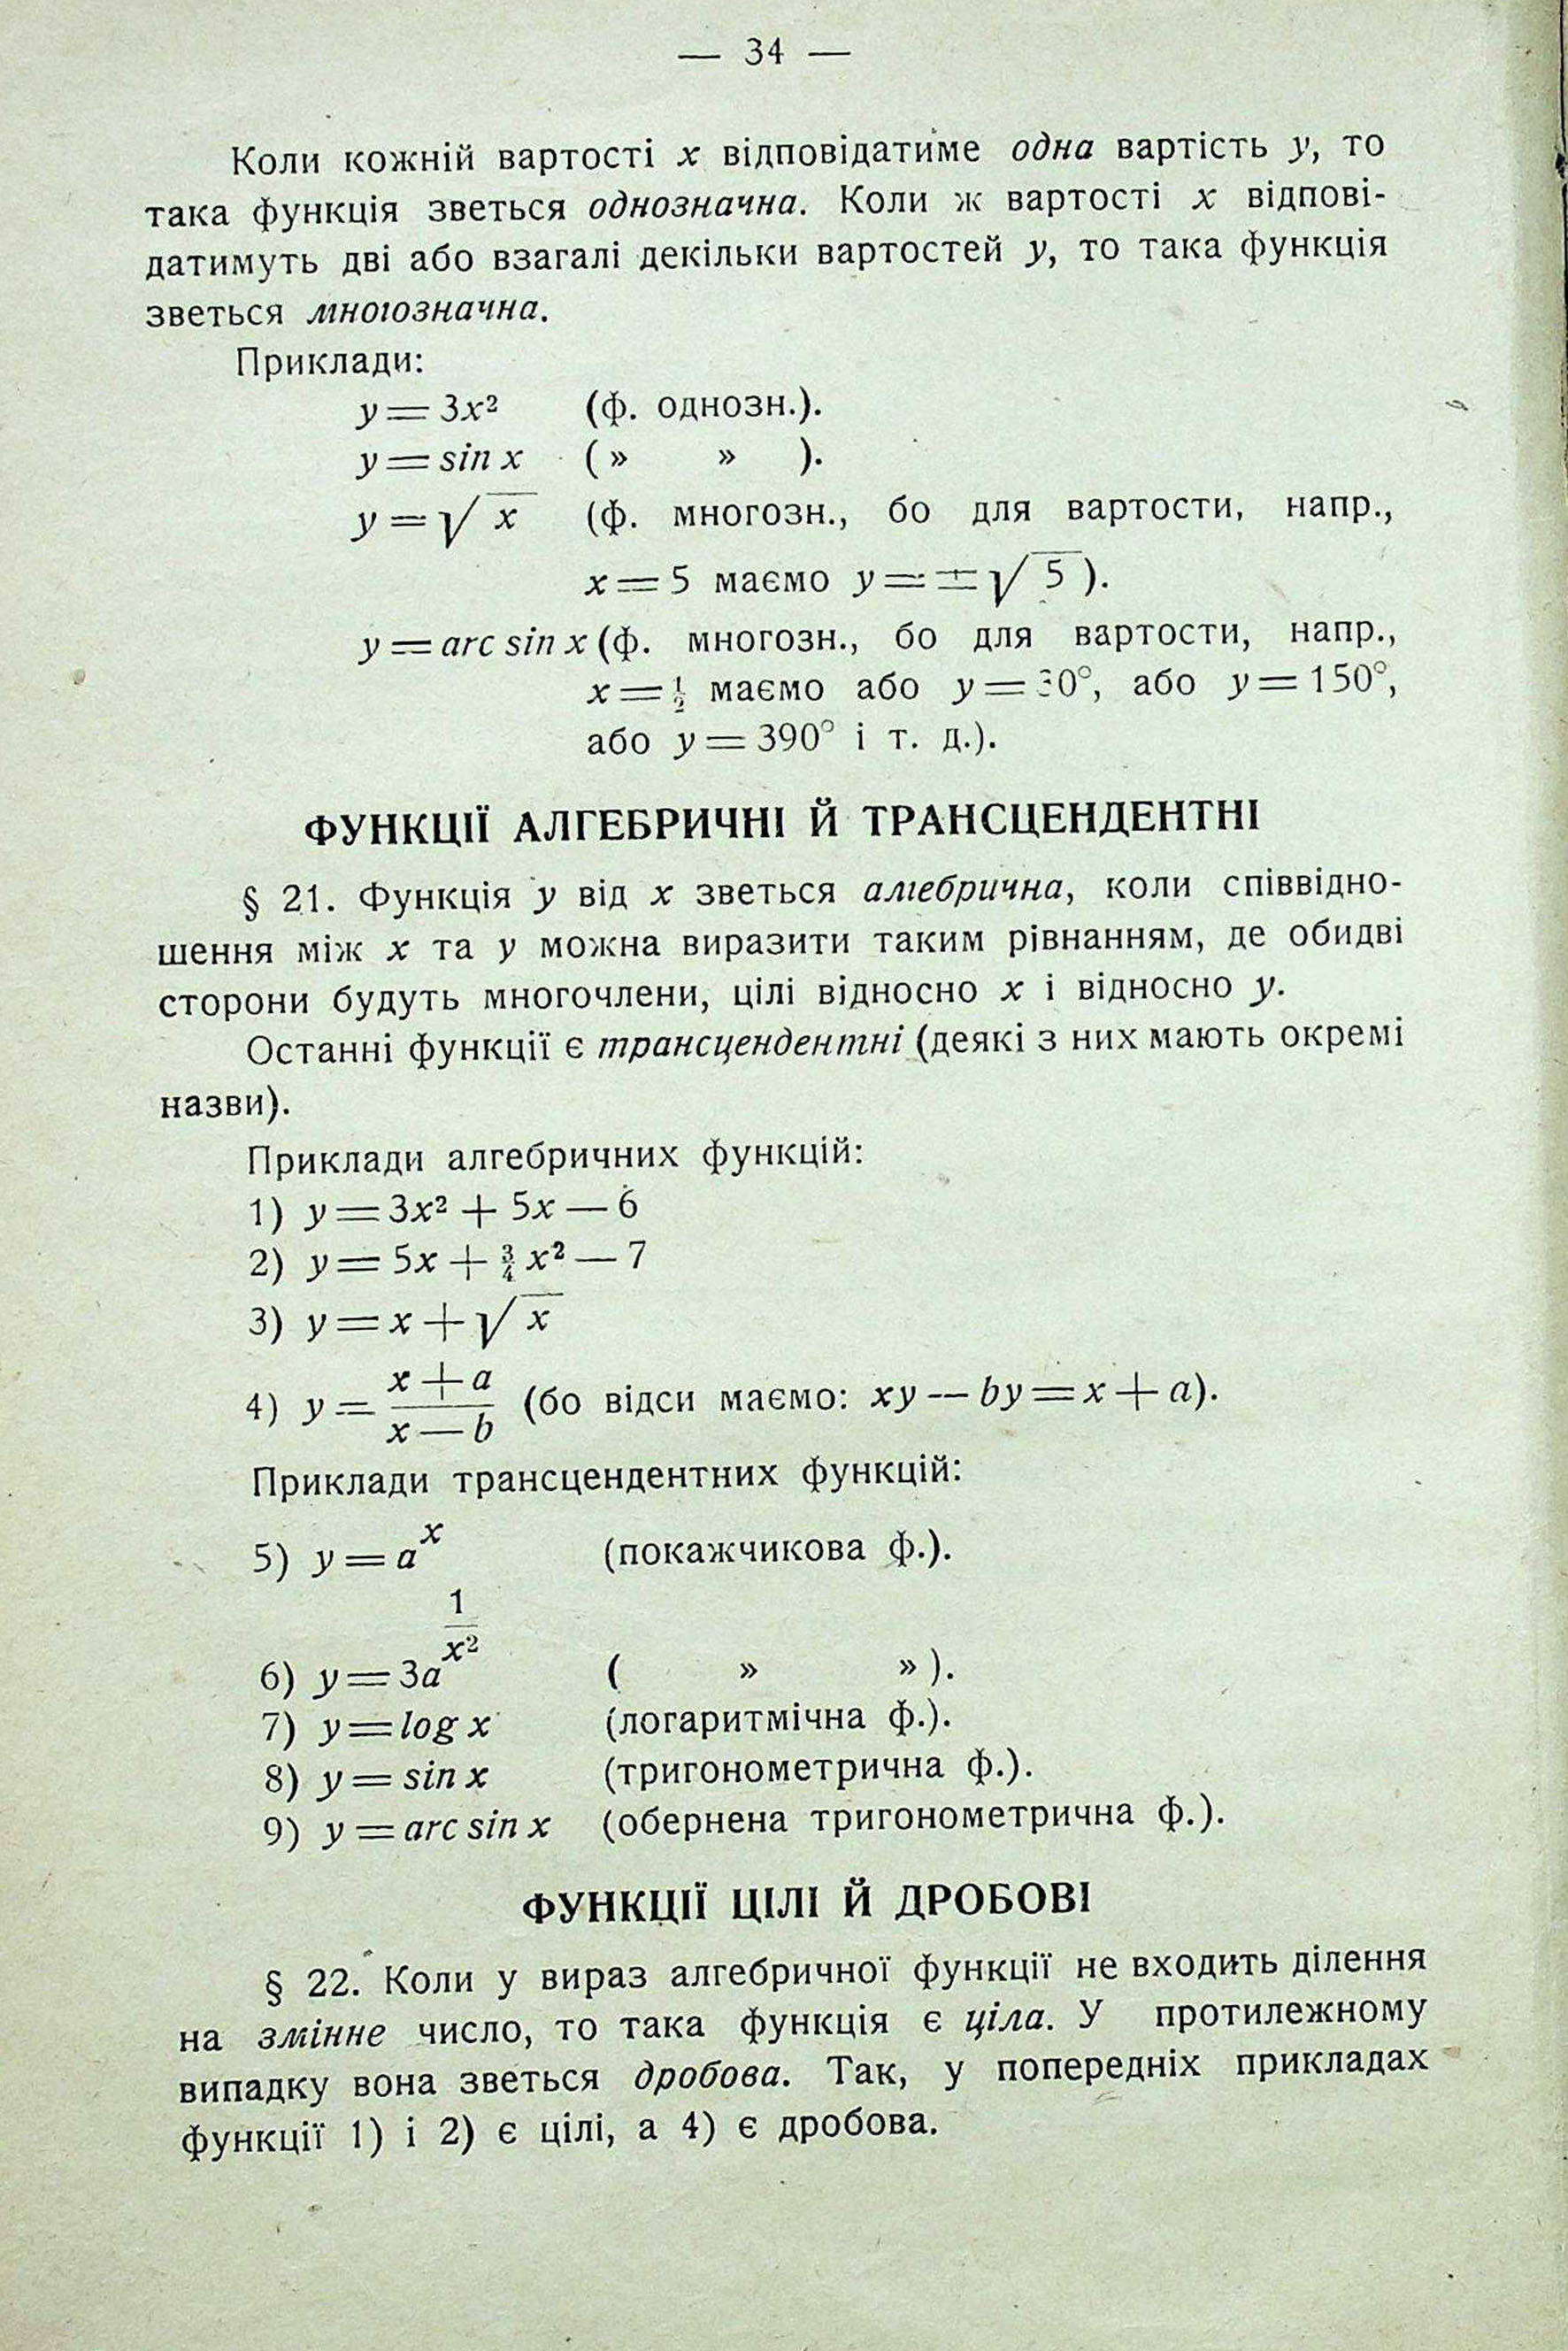 — 34 —
Коли кожній вартості x відповідатиме одна вартість y, то
така функція зветься однозначна. Коли ж вартості x відпові-
датимуть дві або взагалі декільки вартостей y, то така функція
зветься многозначна.
Приклади:
y = 3x² (ф. однозн.).
y = sin x (» » ).
y = √x (ф. многозн., бо для вартости, напр.,
x = 5 маємо y = ±√5 ).
y = arc sin x (ф. многозн., бо для вартости, напр.,
x = ½ маємо або y = 30°, або y = 150°,
або y = 390° і т. д.).
ФУНКЦІЇ АЛГЕБРИЧНІ Й ТРАНСЦЕНДЕНТНІ
§ 21. Функція y від x зветься алгебрична, коли співвідно-
шення між x та y можна виразити таким рівнанням, де обидві
сторони будуть многочлени, цілі відносно x і відносно y.
Останні функції є трансцендентні (деякі з них мають окремі
назви).
Приклади алгебричних функцій:
1) y = 3x² + 5x — 6
2) y = 5x + ¾ x² — 7
3) y = x + √x
4) y = (x + a)/(x — b) (бо відси маємо: xy — by = x + a).
Приклади трансцендентних функцій:
5) y = a^x (покажчикова ф.).
6) y = 3a^(1/x²) ( » » ).
7) y = log x (логаритмічна ф.).
8) y = sin x (тригонометрична ф.).
9) y = arc sin x (обернена тригонометрична ф.).
ФУНКЦІЇ ЦІЛІ Й ДРОБОВІ
§ 22. Коли у вираз алгебричної функції не входить ділення
на змінне число, то така функція є ціла. У протилежному
випадку вона зветься дробова. Так, у попередніх прикладах
функції 1) і 2) є цілі, а 4) є дробова.